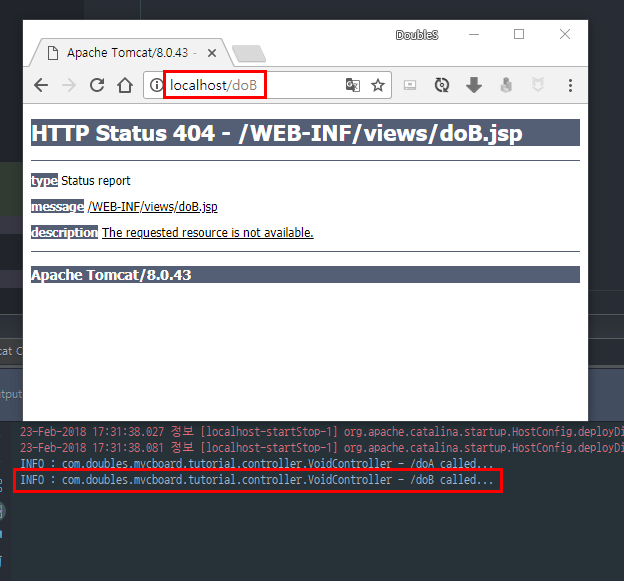 DoubleS
Apache Tomcat/8.0.43 -
localhost/doB
HTTP Status 404 - /WEB-INF/views/doB.jsp
type Status report
message /WEB-INF/views/doB.jsp
description The requested resource is not available.
Apache Tomcat/8.0.43
cat
utput
23-Feb-2018 17:31:38.027 정보 [localhost-startStop-1] org.apache.catalina.startup.HostConfig.deployDi
23-Feb-2018 17:31:38.081 정보 [localhost-startStop-1] org.apache.catalina.startup.HostConfig.deployDi
INFO : com.doubles.mvcboard.tutorial.controller.VoidController - /doA called...
INFO : com.doubles.mvcboard.tutorial.controller.VoidController - /doB called...